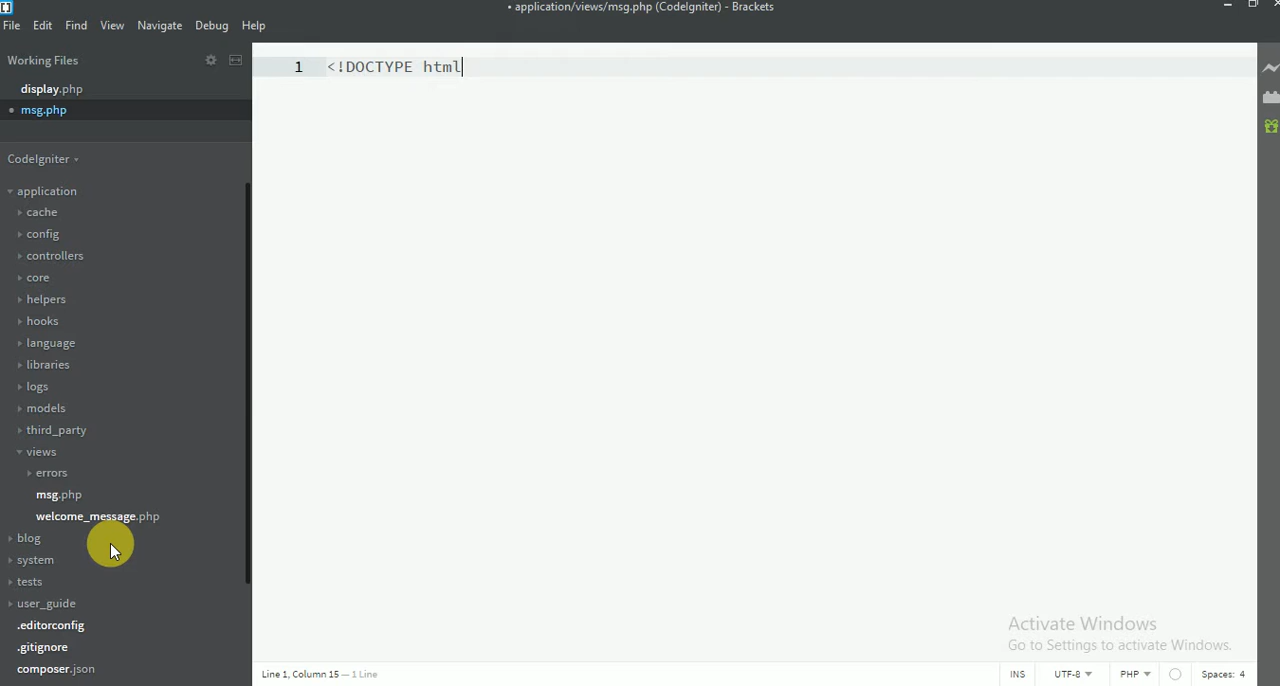 • application/views/msg.php (CodeIgniter) - Brackets
File Edit Find View Navigate Debug Help
Working Files
display.php
• msg.php
CodeIgniter
application
cache
config
controllers
core
helpers
hooks
language
libraries
logs
models
third_party
views
errors
msg.php
welcome_message.php
blog
system
tests
user_guide
.editorconfig
.gitignore
composer.json
1 <!DOCTYPE html
Activate Windows
Go to Settings to activate Windows.
Line 1, Column 15 — 1 Line
INS UTF-8 PHP Spaces: 4